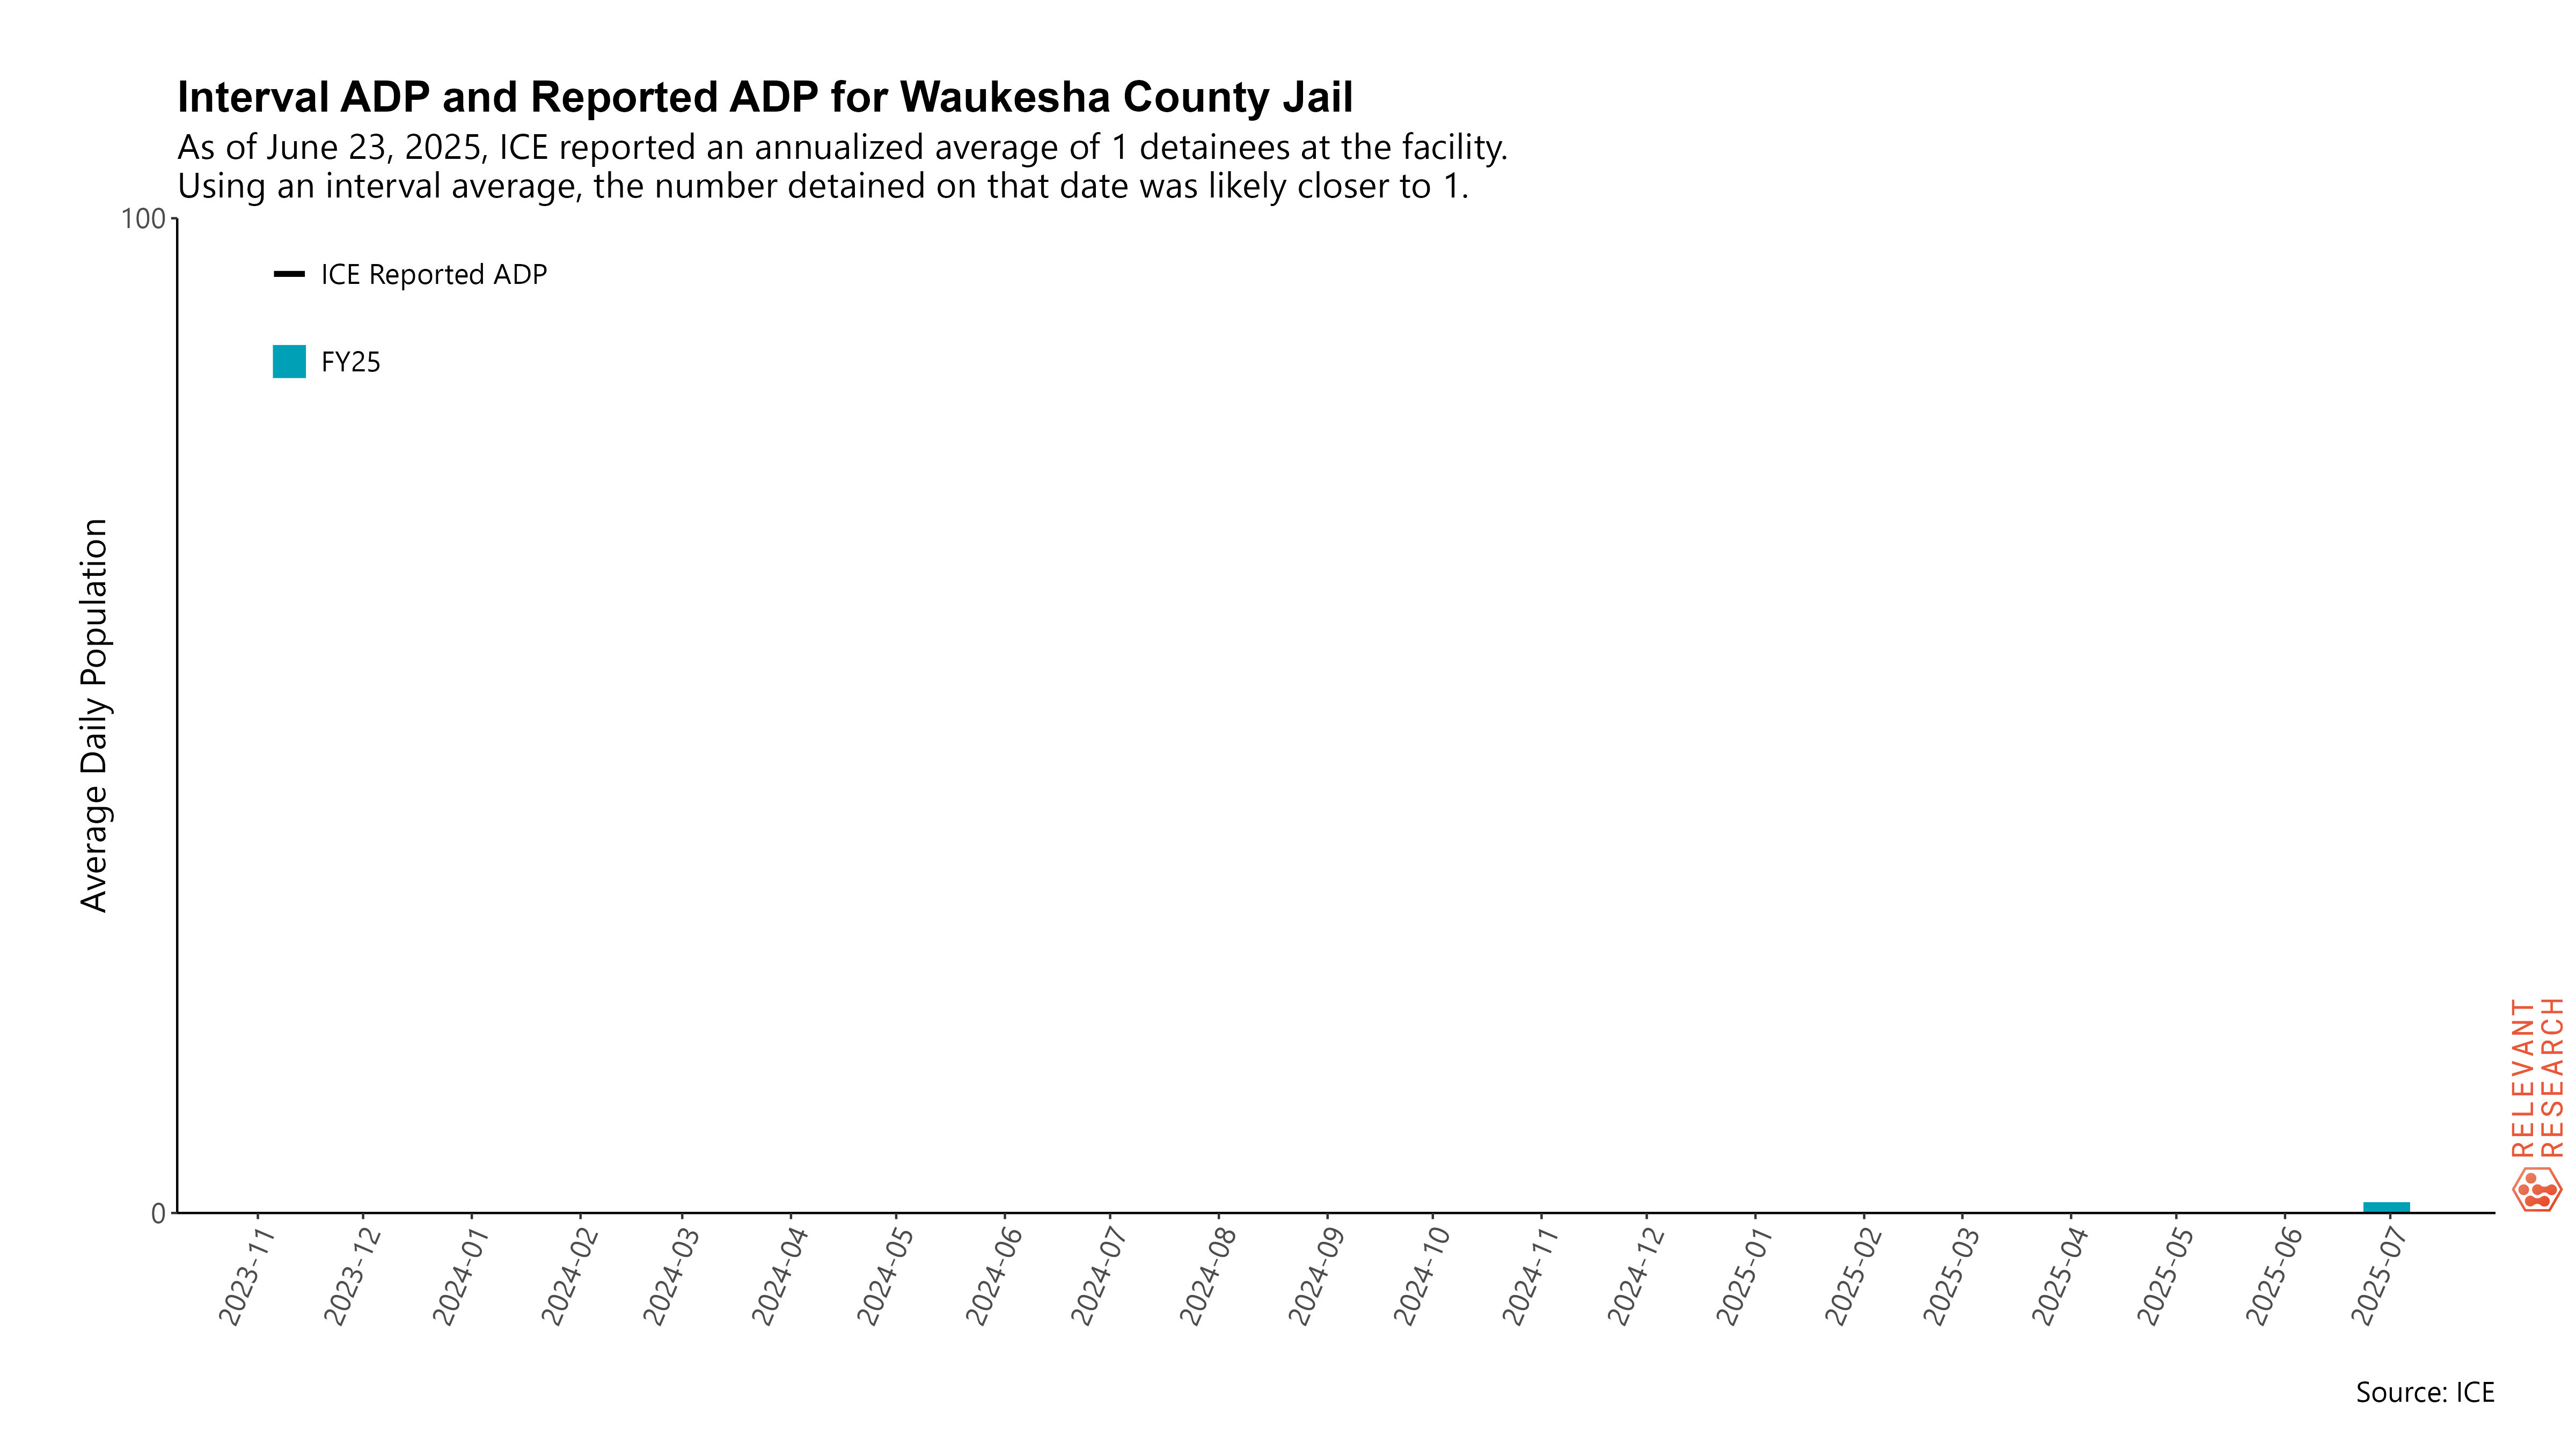 Interval ADP and Reported ADP for Waukesha County Jail
As of June 23, 2025, ICE reported an annualized average of 1 detainees at the facility.
Using an interval average, the number detained on that date was likely closer to 1.
100
ICE Reported ADP
FY25
Average Daily Population
0
2023-11
2023-12
2024-01
2024-02
2024-03
2024-04
2024-05
2024-06
2024-07
2024-08
2024-09
2024-10
2024-11
2024-12
2025-01
2025-02
2025-03
2025-04
2025-05
2025-06
2025-07
RELEVANT
RESEARCH
Source: ICE